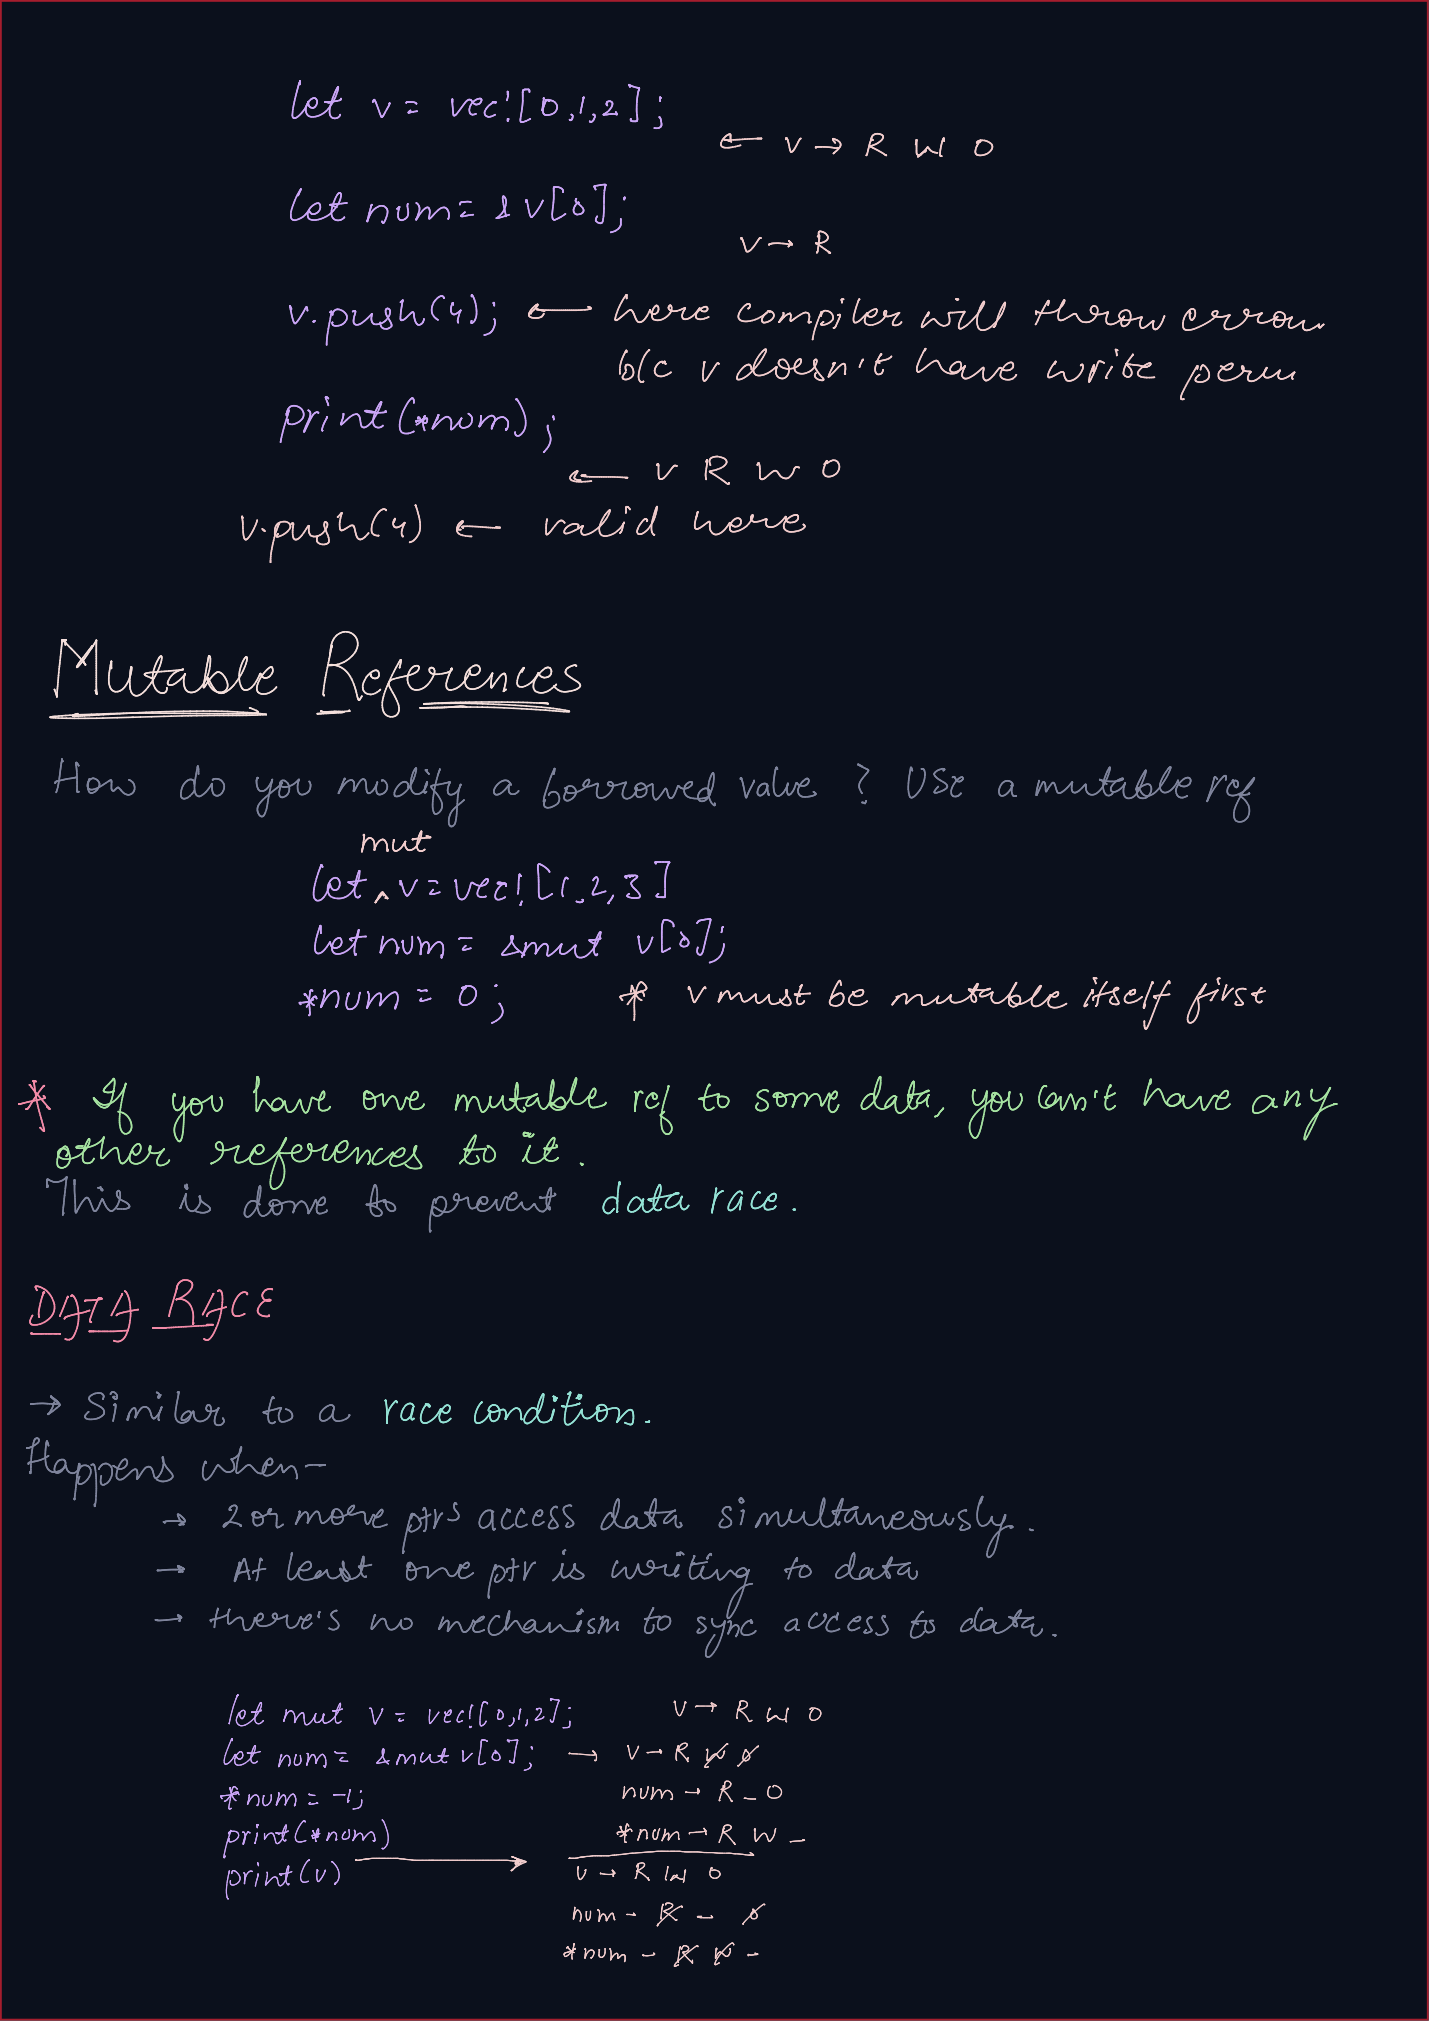 let v = vec![0,1,2];
← v → R W O
let num = &v[0];
v → R
v.push(4); ← here compiler will throw error
b/c v doesn't have write perm
print(*num);
← v R W O
v.push(4) ← valid here
Mutable References
How do you modify a borrowed value ? Use a mutable ref
mut
let ^ v = vec! [1,2,3]
let num = &mut v[0];
*num = 0; * v must be mutable itself first
* If you have one mutable ref to some data, you can't have any
other references to it.
This is done to prevent data race.
DATA RACE
→ Similar to a race condition.
Happens when –
→ 2 or more ptrs access data simultaneously.
→ At least one ptr is writing to data
→ there's no mechanism to sync access to data.
let mut v = vec![0,1,2]; v → R W O
let num = &mut v[0]; → v → R W O
*num = -1; num → R _ O
print(*num) *num → R W _
print(v) → v → R W O
num - R - O
*num - R W -